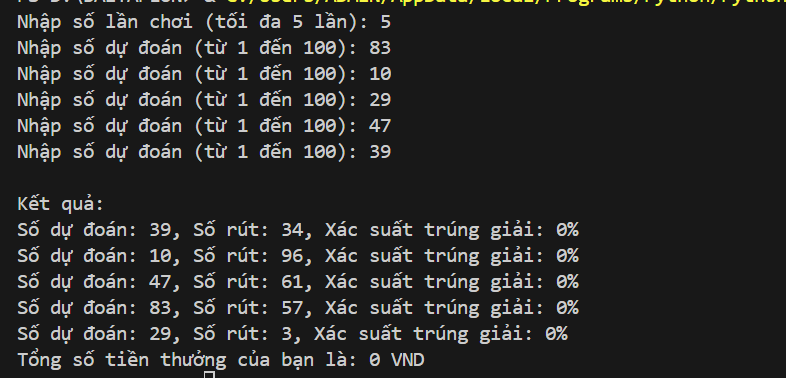 Nhập số lần chơi (tối đa 5 lần): 5
Nhập số dự đoán (từ 1 đến 100): 83
Nhập số dự đoán (từ 1 đến 100): 10
Nhập số dự đoán (từ 1 đến 100): 29
Nhập số dự đoán (từ 1 đến 100): 47
Nhập số dự đoán (từ 1 đến 100): 39
Kết quả:
Số dự đoán: 39, Số rút: 34, Xác suất trúng giải: 0%
Số dự đoán: 10, Số rút: 96, Xác suất trúng giải: 0%
Số dự đoán: 47, Số rút: 61, Xác suất trúng giải: 0%
Số dự đoán: 83, Số rút: 57, Xác suất trúng giải: 0%
Số dự đoán: 29, Số rút: 3, Xác suất trúng giải: 0%
Tổng số tiền thưởng của bạn là: 0 VND